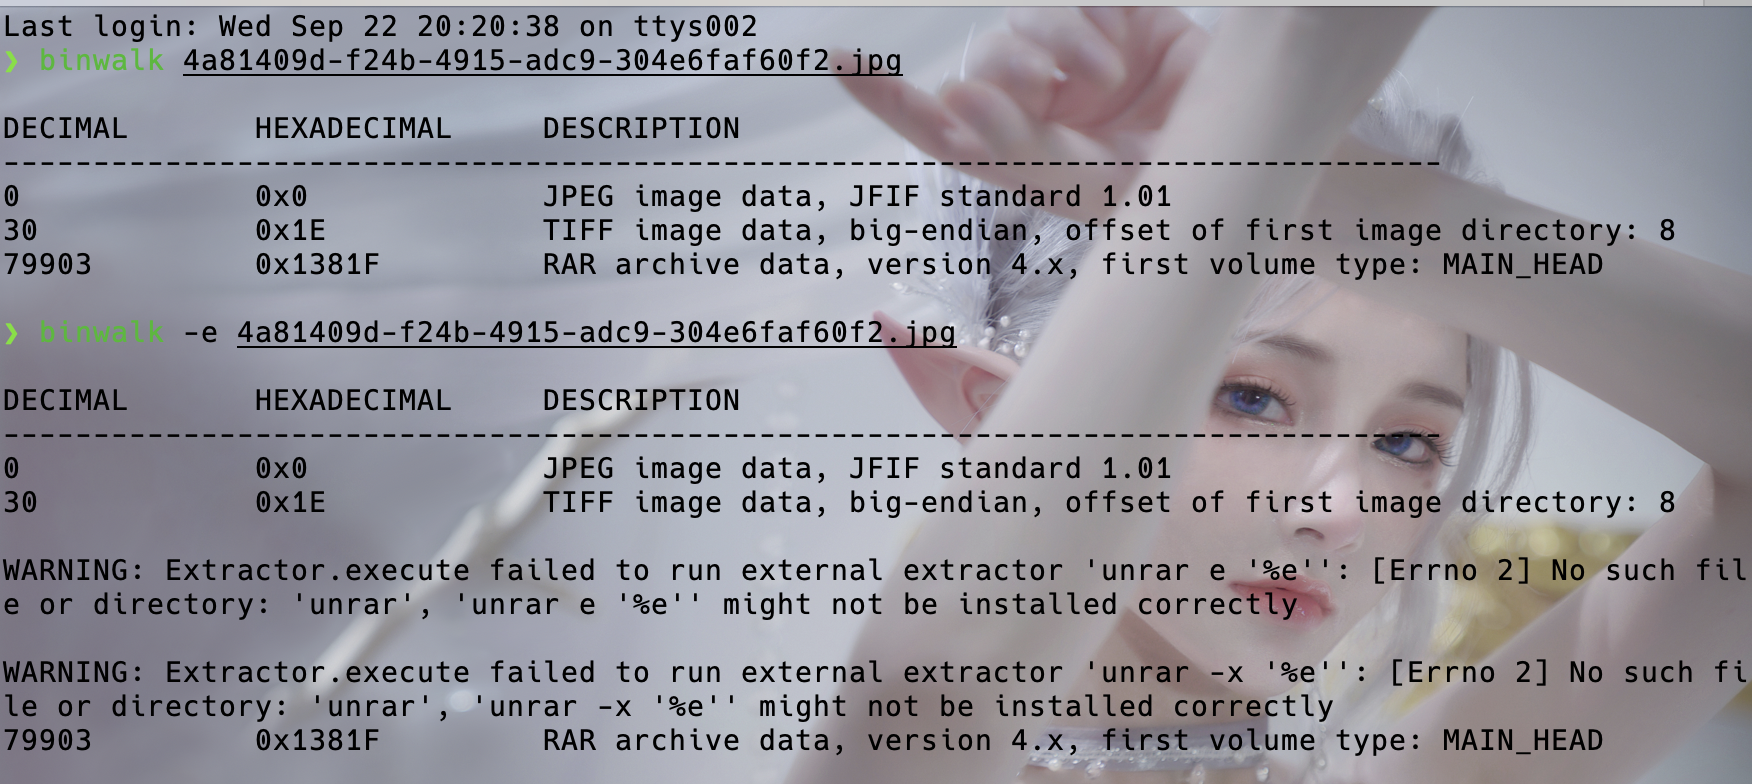 Last login: Wed Sep 22 20:20:38 on ttys002
❯ binwalk 4a81409d-f24b-4915-adc9-304e6faf60f2.jpg
DECIMAL       HEXADECIMAL     DESCRIPTION
--------------------------------------------------------------------------------
0             0x0             JPEG image data, JFIF standard 1.01
30            0x1E            TIFF image data, big-endian, offset of first image directory: 8
79903         0x1381F         RAR archive data, version 4.x, first volume type: MAIN_HEAD
❯ binwalk -e 4a81409d-f24b-4915-adc9-304e6faf60f2.jpg
DECIMAL       HEXADECIMAL     DESCRIPTION
--------------------------------------------------------------------------------
0             0x0             JPEG image data, JFIF standard 1.01
30            0x1E            TIFF image data, big-endian, offset of first image directory: 8
WARNING: Extractor.execute failed to run external extractor 'unrar e '%e'': [Errno 2] No such fil
e or directory: 'unrar', 'unrar e '%e'' might not be installed correctly
WARNING: Extractor.execute failed to run external extractor 'unrar -x '%e'': [Errno 2] No such fi
le or directory: 'unrar', 'unrar -x '%e'' might not be installed correctly
79903         0x1381F         RAR archive data, version 4.x, first volume type: MAIN_HEAD